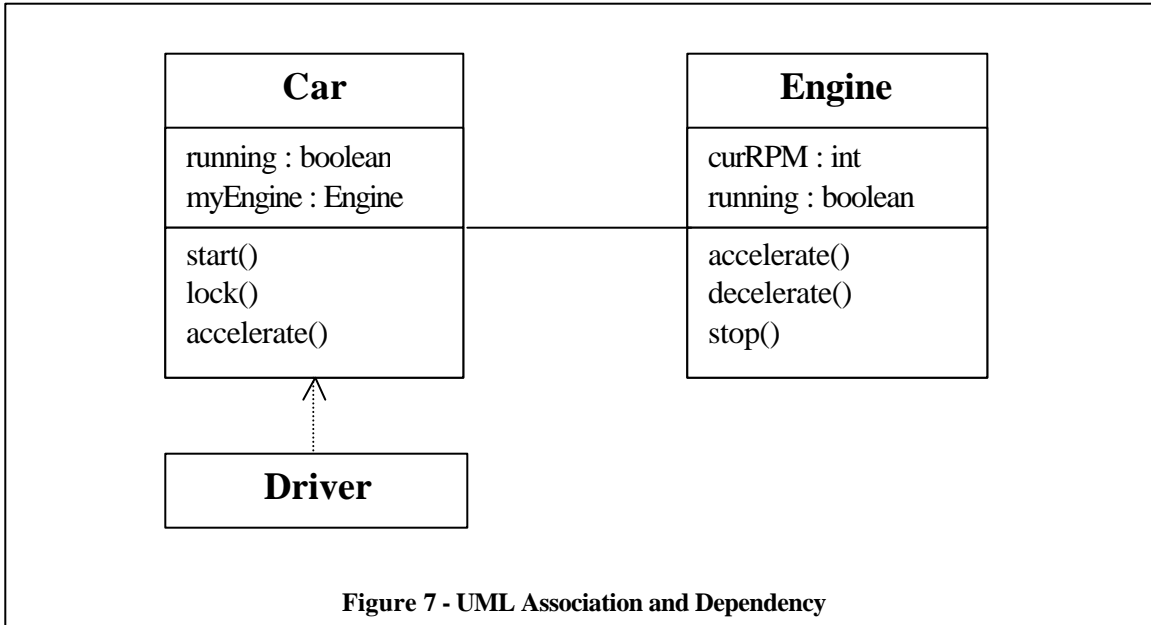 Car
running : boolean
myEngine : Engine
start()
lock()
accelerate()
Engine
curRPM : int
running : boolean
accelerate()
decelerate()
stop()
Driver
Figure 7 - UML Association and Dependency